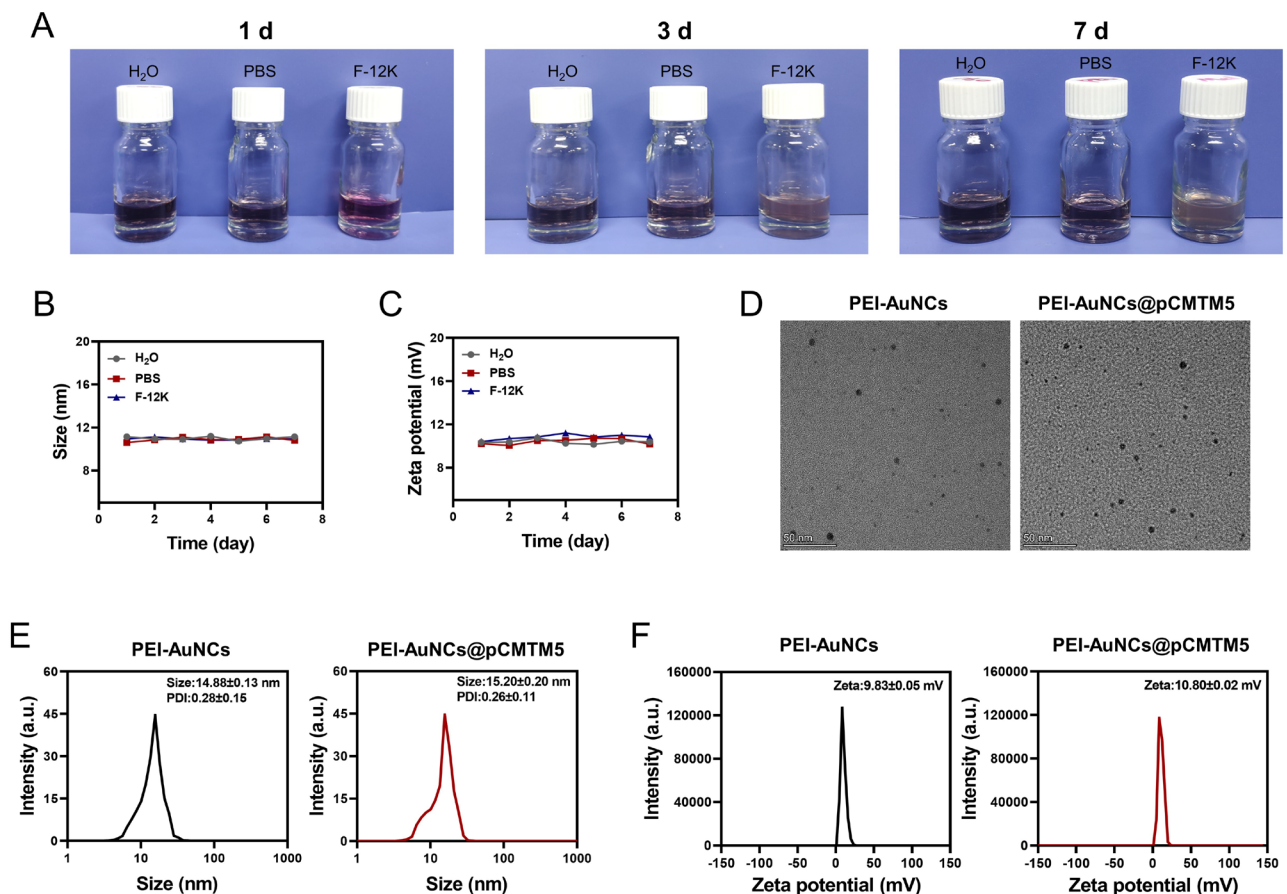 A
1 d
3 d
7 d
H₂O
PBS
F-12K
H₂O
PBS
F-12K
H₂O
PBS
F-12K
B
20
17
14
11
8
H₂O
PBS
F-12K
Size (nm)
0
2
4
6
8
Time (day)
C
20
16
12
8
H₂O
PBS
F-12K
Zeta potential (mV)
0
2
4
6
8
Time (day)
D
PEI-AuNCs
50 nm
PEI-AuNCs@pCMTM5
50 nm
E
PEI-AuNCs
Size:14.88±0.13 nm
PDI:0.28±0.15
60
45
30
15
0
Intensity (a.u.)
1
10
100
1000
Size (nm)
PEI-AuNCs@pCMTM5
Size:15.20±0.20 nm
PDI:0.26±0.11
60
45
30
15
0
Intensity (a.u.)
1
10
100
1000
Size (nm)
F
PEI-AuNCs
Zeta:9.83±0.05 mV
160000
120000
80000
40000
0
Intensity (a.u.)
-150
-100
-50
0
50
100
150
Zeta potential (mV)
PEI-AuNCs@pCMTM5
Zeta:10.80±0.02 mV
160000
120000
80000
40000
0
Intensity (a.u.)
-150
-100
-50
0
50
100
150
Zeta potential (mV)